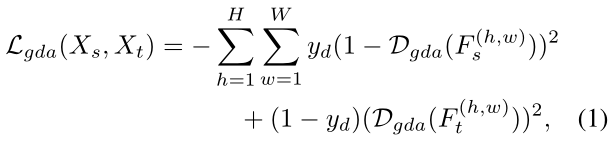 $\mathcal{L}_{gda}(X_s, X_t) = -\sum_{h=1}^{H}\sum_{w=1}^{W} y_d(1 - \mathcal{D}_{gda}(F_s^{(h,w)}))^2$
$+ (1 - y_d)(\mathcal{D}_{gda}(F_t^{(h,w)}))^2, \quad (1)$